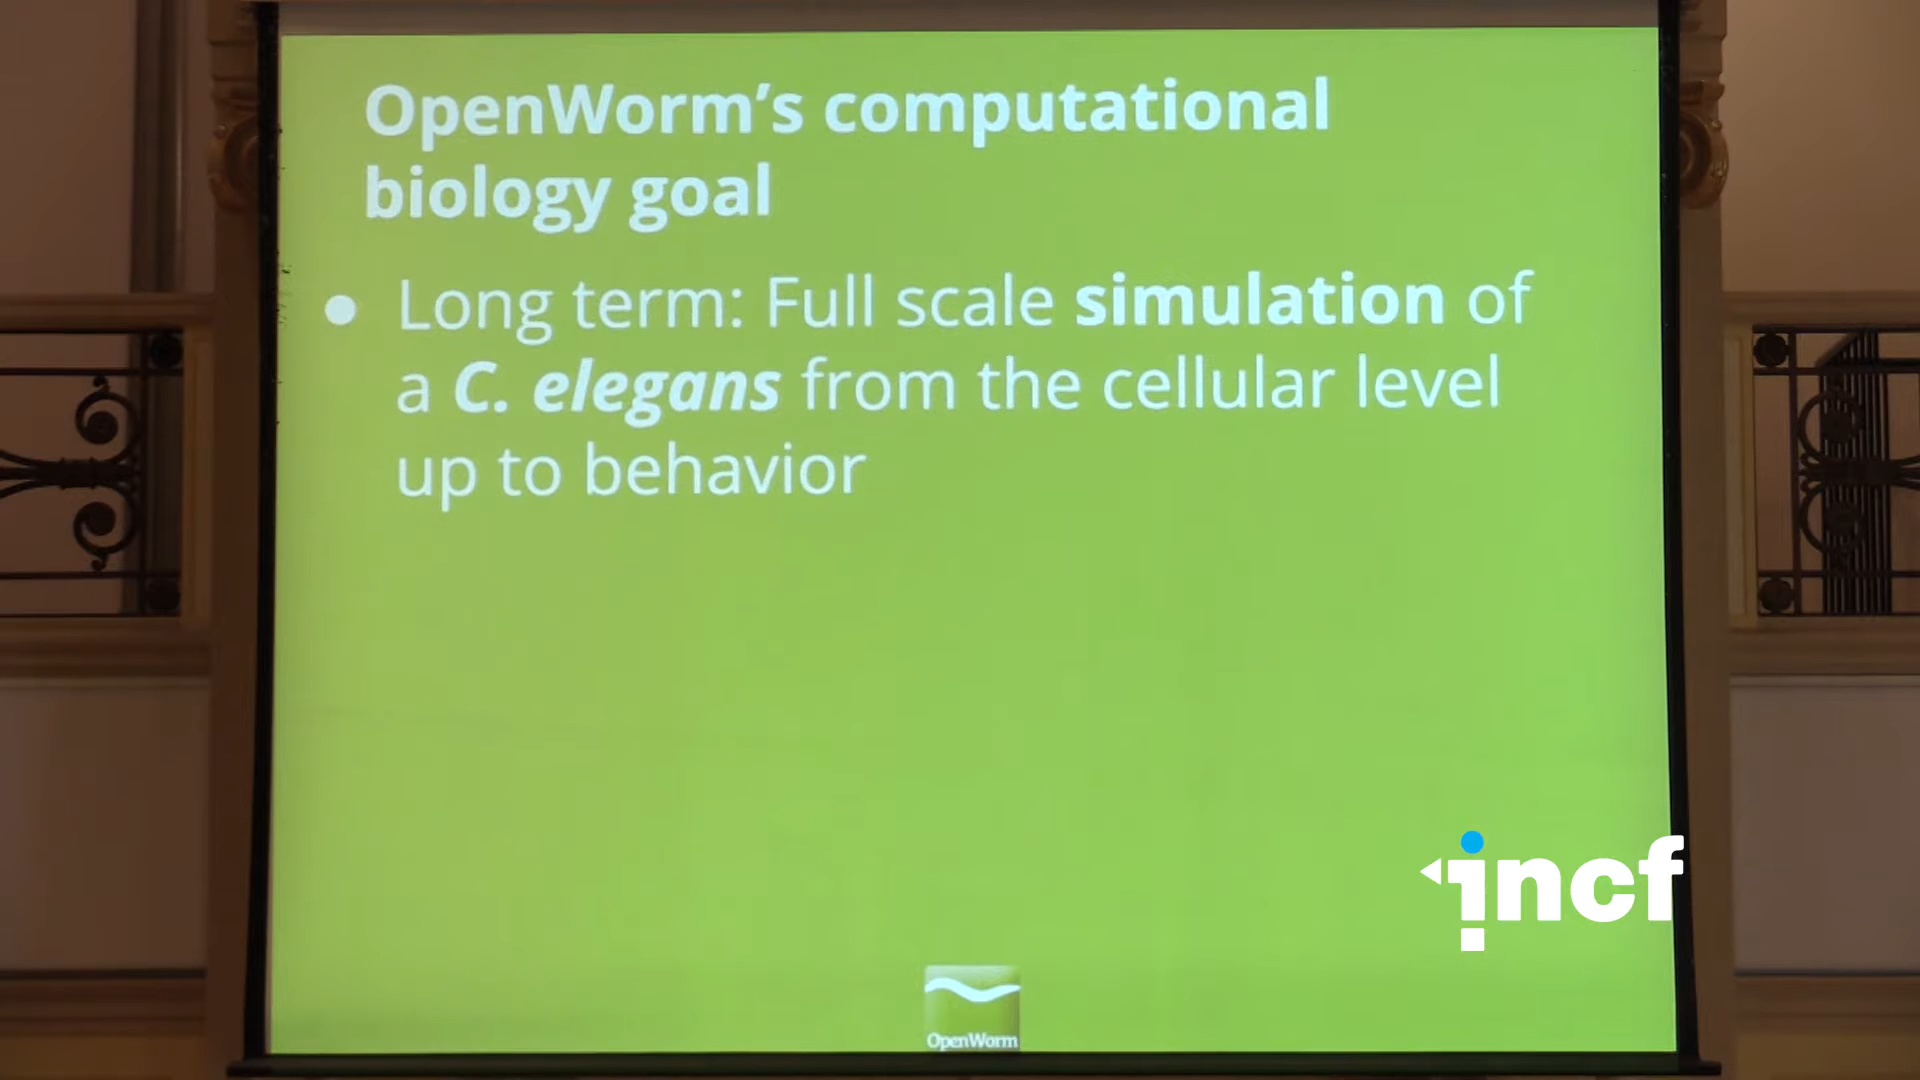 OpenWorm’s computational
biology goal
● Long term: Full scale simulation of
a C. elegans from the cellular level
up to behavior
incf
OpenWorm